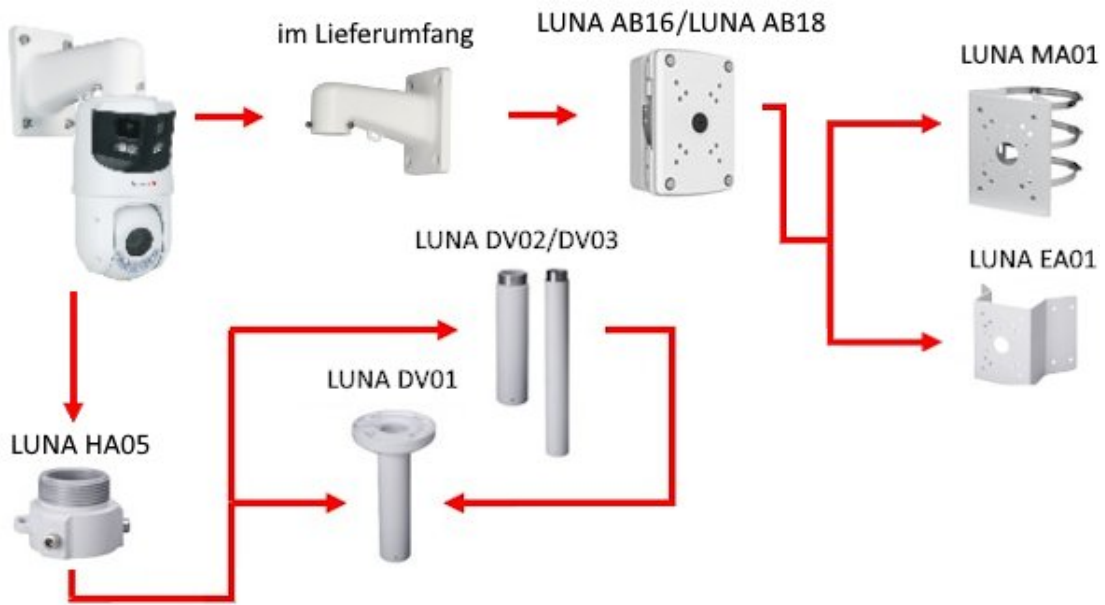 im Lieferumfang
LUNA AB16/LUNA AB18
LUNA MA01
LUNA DV02/DV03
LUNA EA01
LUNA DV01
LUNA HA05